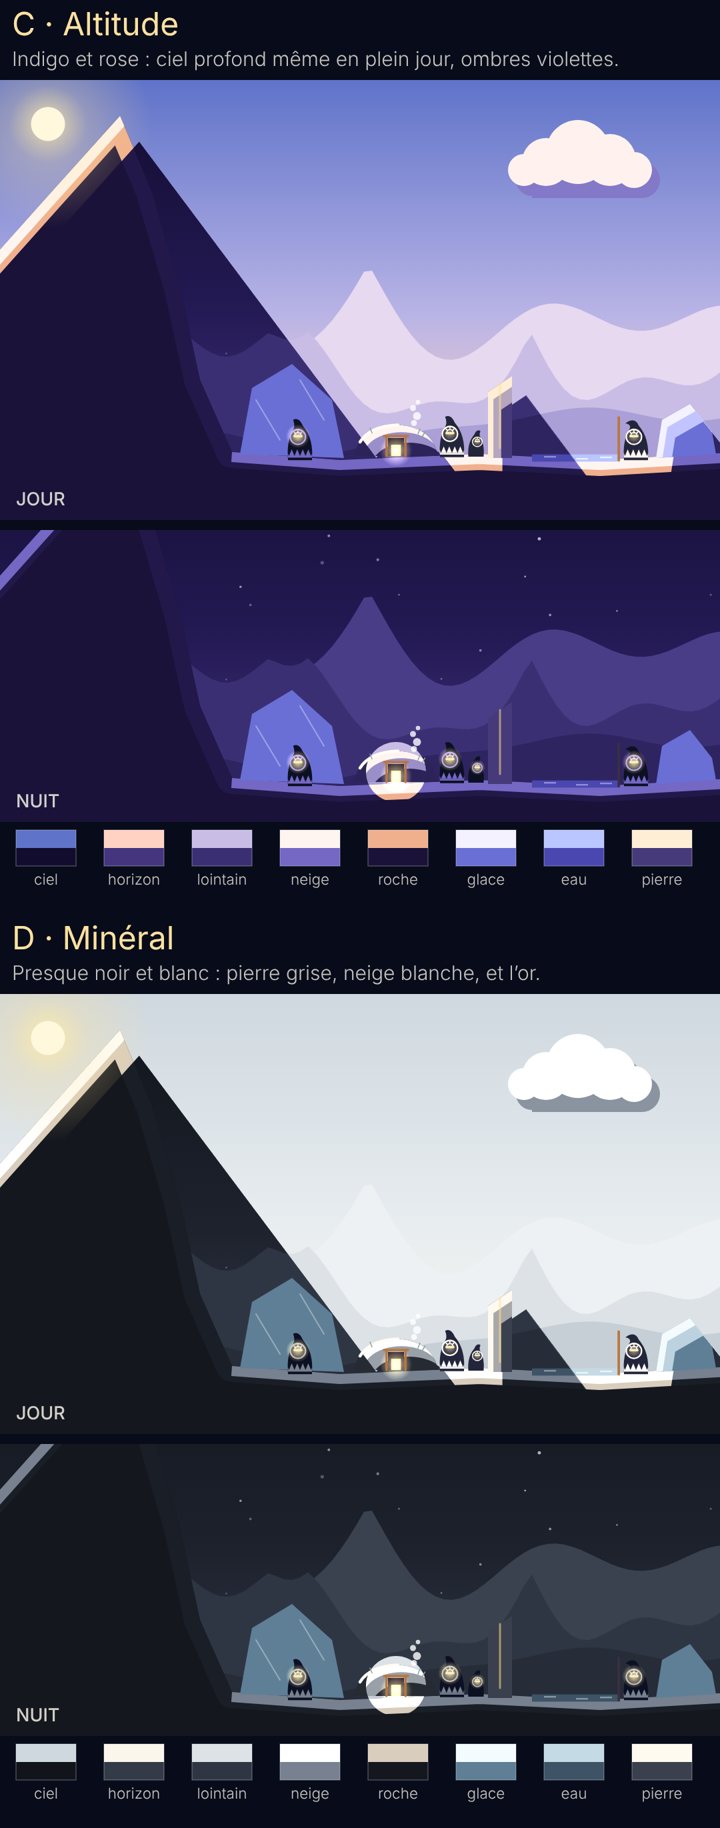 C · Altitude
Indigo et rose : ciel profond même en plein jour, ombres violettes.
JOUR
NUIT
ciel horizon lointain neige roche glace eau pierre
D · Minéral
Presque noir et blanc : pierre grise, neige blanche, et l’or.
JOUR
NUIT
ciel horizon lointain neige roche glace eau pierre